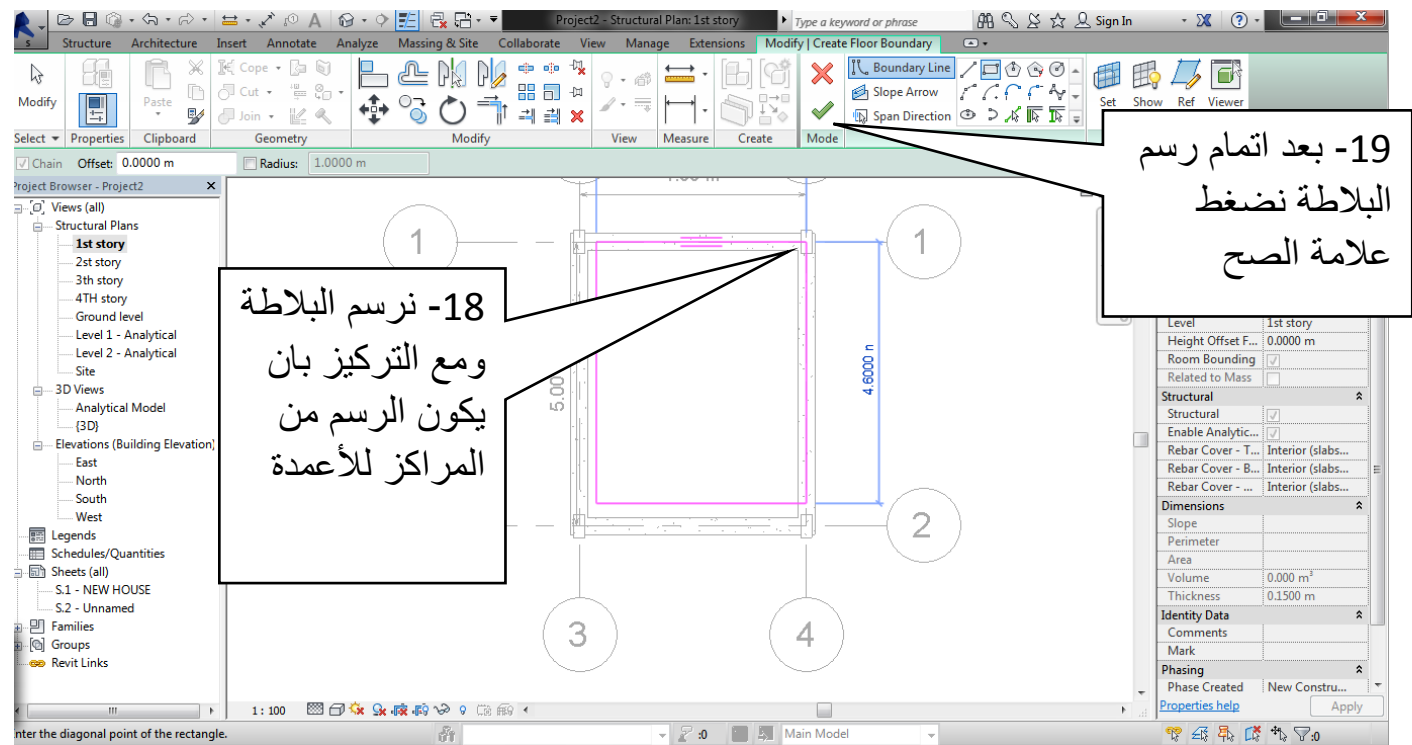 Project2 - Structural Plan: 1st story
Type a keyword or phrase
Sign In
Structure Architecture Insert Annotate Analyze Massing & Site Collaborate View Manage Extensions Modify | Create Floor Boundary
Modify
Paste
Cope
Cut
Join
Boundary Line
Slope Arrow
Span Direction
Set Show Ref Viewer
Select Properties Clipboard Geometry Modify View Measure Create Mode
Chain Offset: 0.0000 m Radius: 1.0000 m
Project Browser - Project2
Views (all)
Structural Plans
1st story
2st story
3th story
4TH story
Ground level
Level 1 - Analytical
Level 2 - Analytical
Site
3D Views
Analytical Model
{3D}
Elevations (Building Elevation)
East
North
South
West
Legends
Schedules/Quantities
Sheets (all)
S.1 - NEW HOUSE
S.2 - Unnamed
Families
Groups
Revit Links
19- بعد اتمام رسم
البلاطة نضغط
علامة الصح
18- نرسم البلاطة
ومع التركيز بان
يكون الرسم من
المراكز للأعمدة
1
1
5.00
4.6000 n
2
3
4
Level 1st story
Height Offset F... 0.0000 m
Room Bounding
Related to Mass
Structural
Structural
Enable Analytic...
Rebar Cover - T... Interior (slabs...
Rebar Cover - B... Interior (slabs...
Rebar Cover - ... Interior (slabs...
Dimensions
Slope
Perimeter
Area
Volume 0.000 m³
Thickness 0.1500 m
Identity Data
Comments
Mark
Phasing
Phase Created New Constru...
Properties help Apply
1 : 100
nter the diagonal point of the rectangle.
:0
Main Model
:0